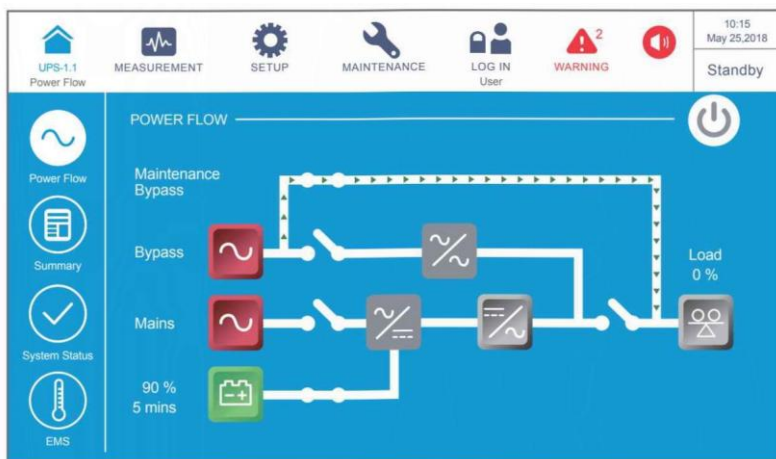 UPS-1.1
Power Flow
MEASUREMENT
SETUP
MAINTENANCE
LOG IN
User
2
WARNING
10:15
May 25,2018
Standby
Power Flow
Summary
System Status
EMS
POWER FLOW
Maintenance
Bypass
Bypass
Mains
90 %
5 mins
Load
0 %